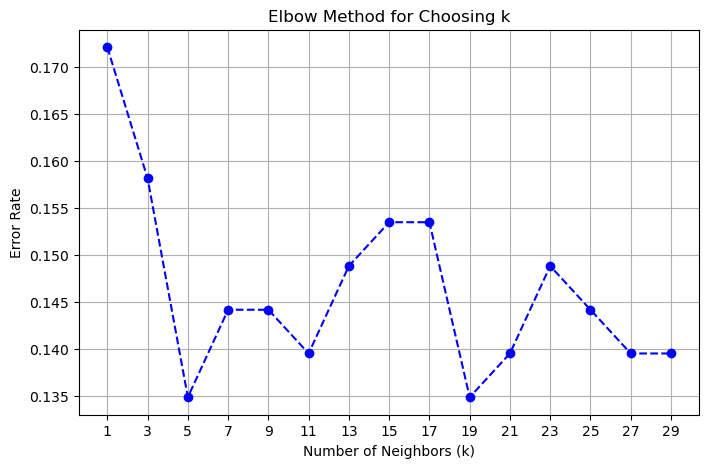 Elbow Method for Choosing k
Error Rate
0.170
0.165
0.160
0.155
0.150
0.145
0.140
0.135
1 3 5 7 9 11 13 15 17 19 21 23 25 27 29
Number of Neighbors (k)